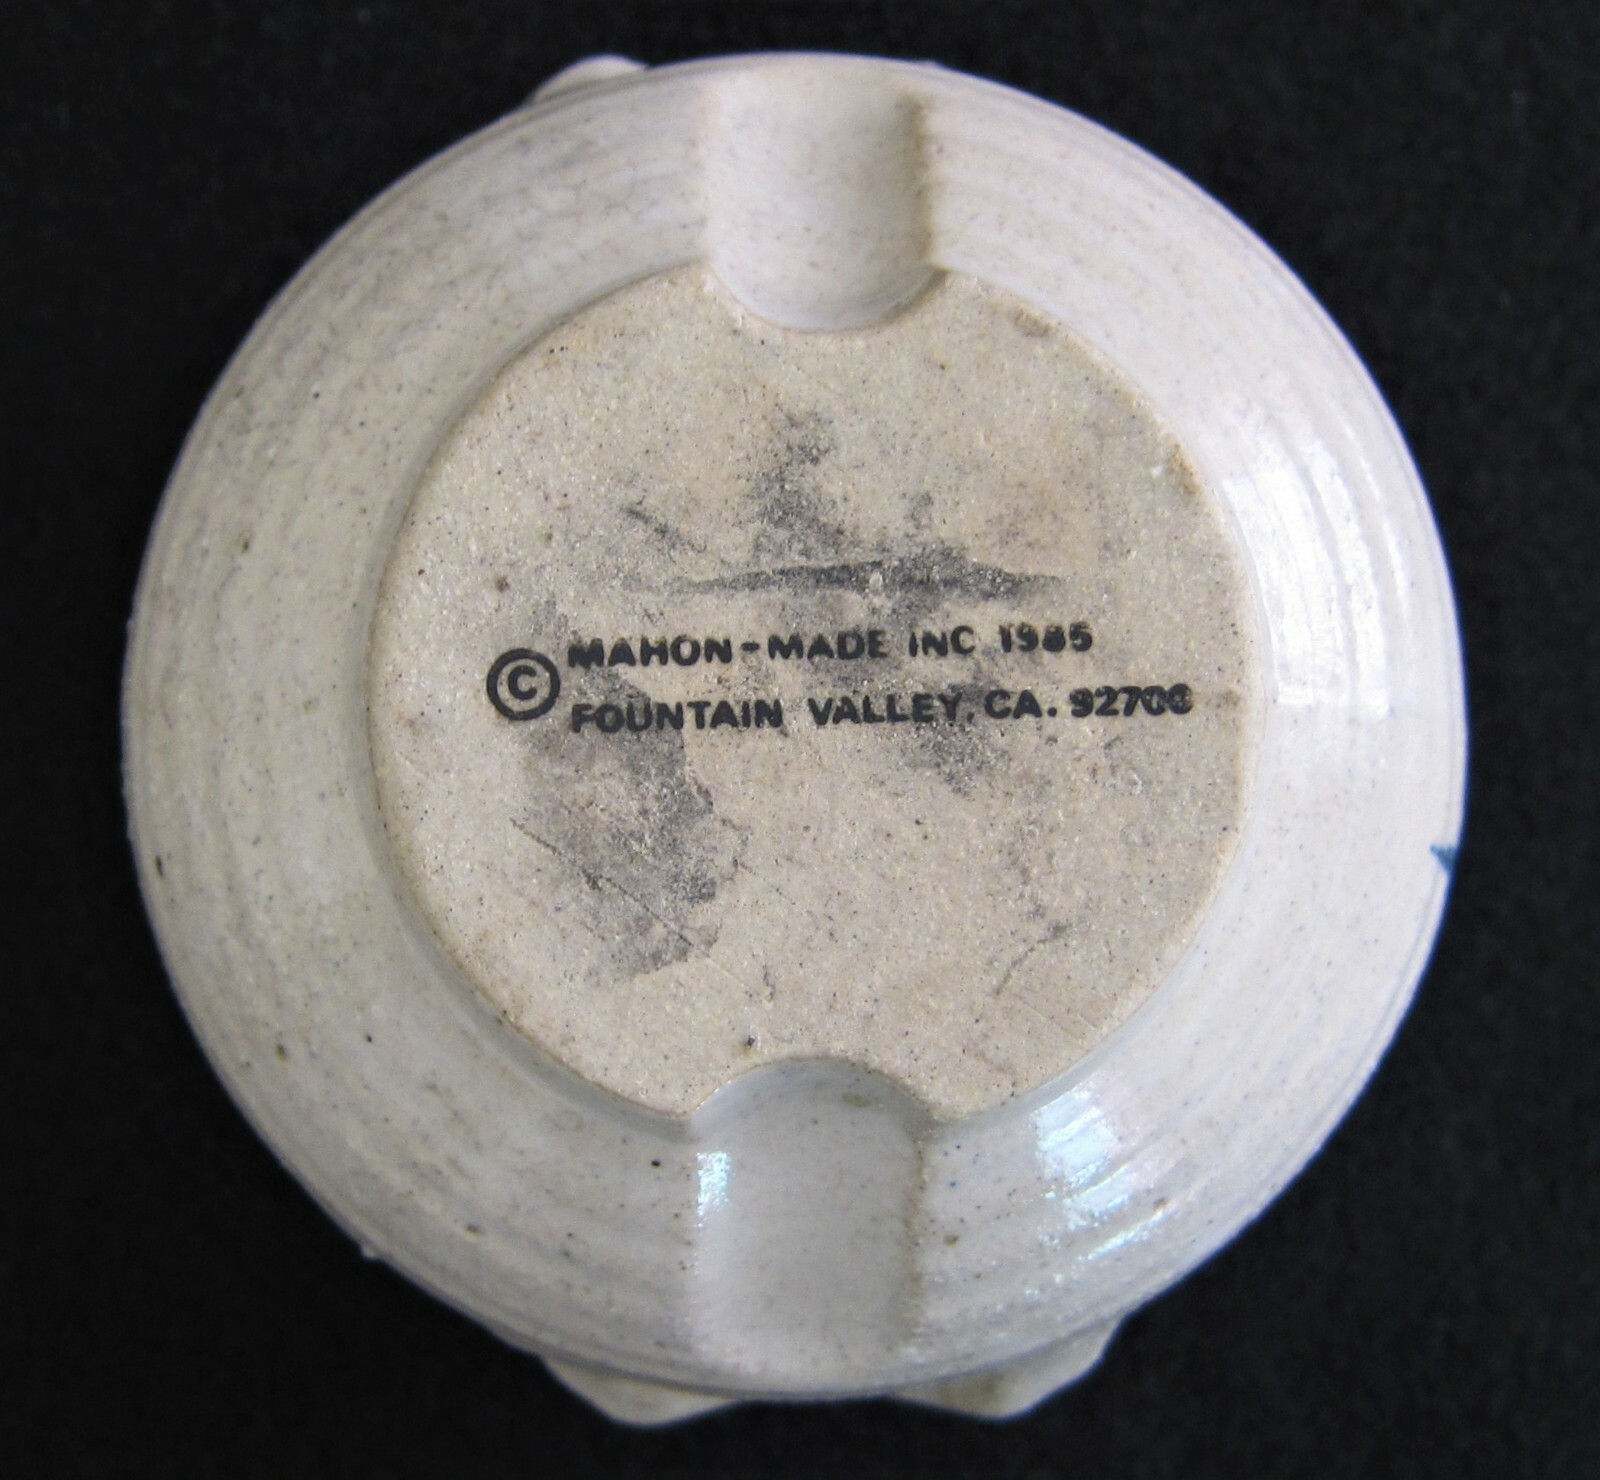 © MAHON-MADE INC 1985
FOUNTAIN VALLEY, CA. 92708